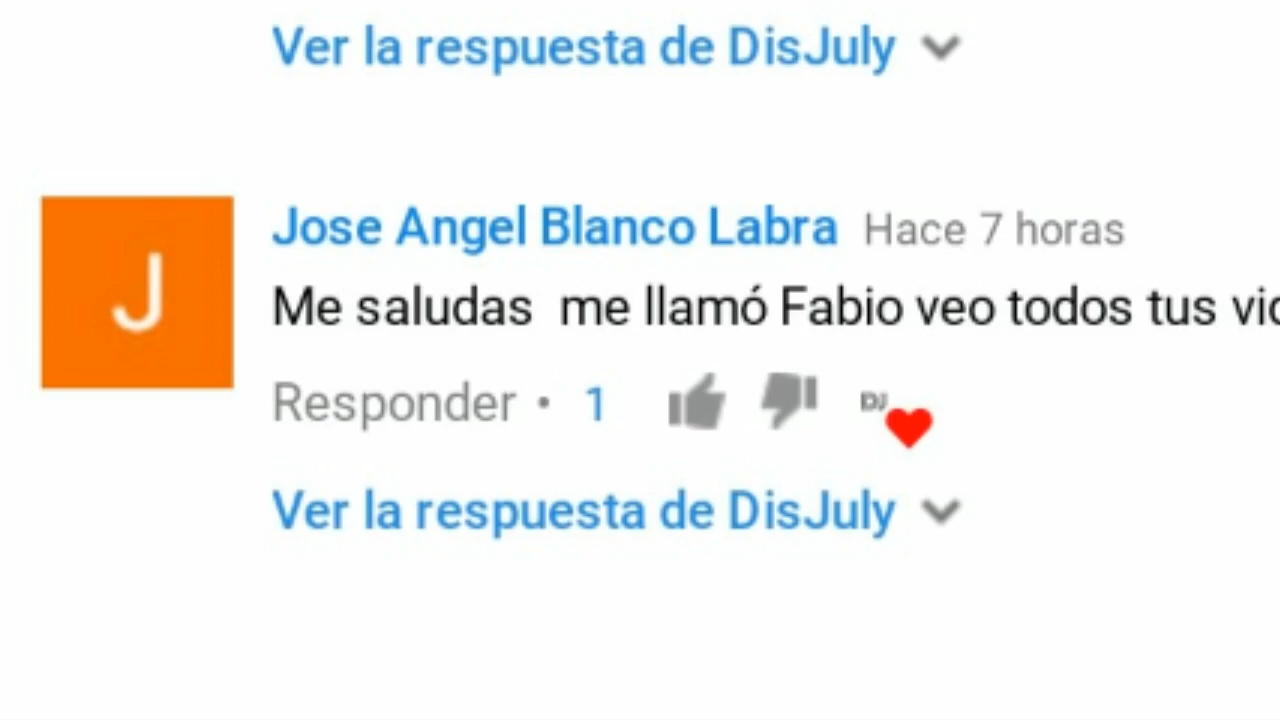 Ver la respuesta de DisJuly
J
Jose Angel Blanco Labra Hace 7 horas
Me saludas me llamó Fabio veo todos tus
Responder • 1 DJ
Ver la respuesta de DisJuly